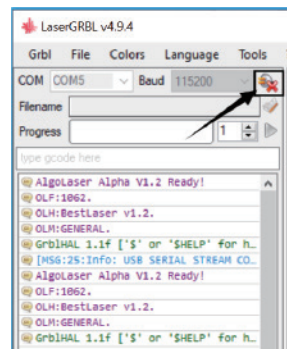 LaserGRBL v4.9.4
Grbl File Colors Language Tools
COM COM5 Baud 115200
Filename
Progress 1
type gcode here
AlgoLaser Alpha V1.2 Ready!
OLF:1062.
OLH:BestLaser v1.2.
OLM:GENERAL.
GrblHAL 1.1f ['$' or '$HELP' for h…
[MSG:25:Info: USB SERIAL STREAM CO…
AlgoLaser Alpha V1.2 Ready!
OLF:1062.
OLH:BestLaser v1.2.
OLM:GENERAL.
GrblHAL 1.1f ['$' or '$HELP' for h…